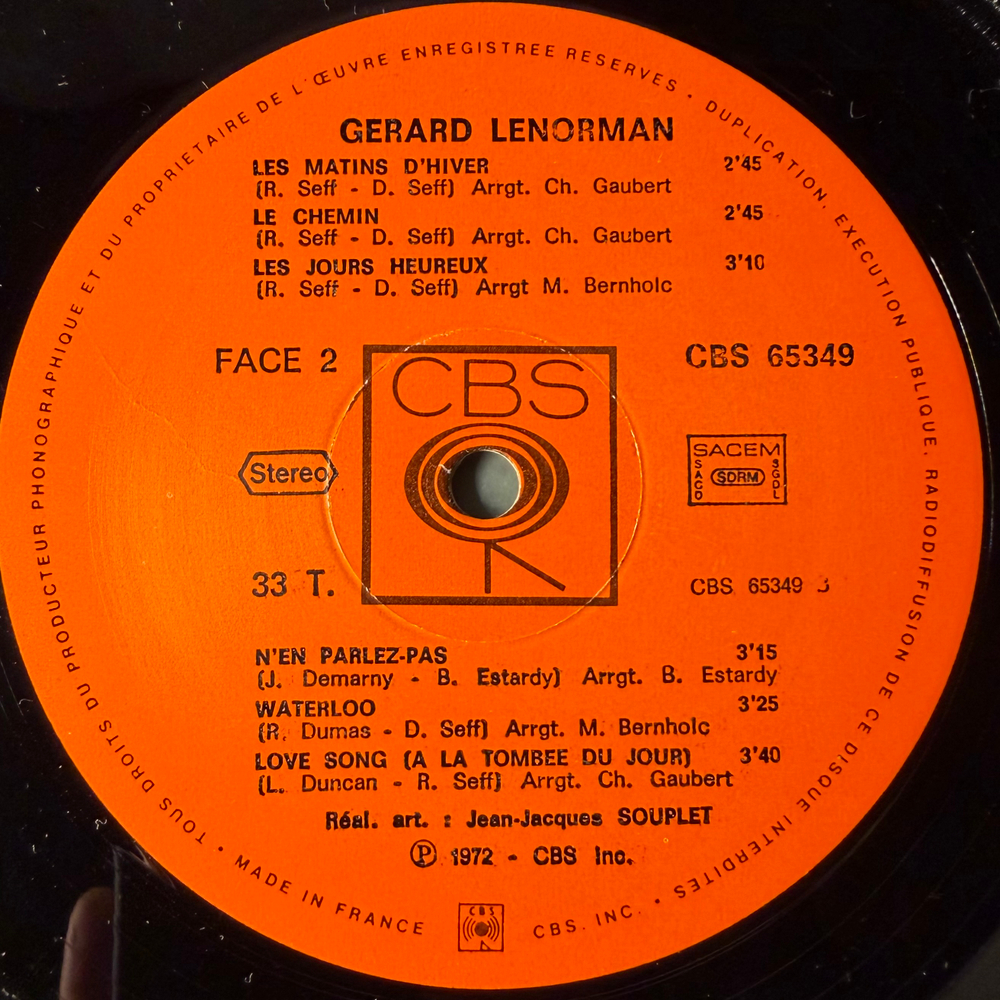 TOUS DROITS DU PRODUCTEUR PHONOGRAPHIQUE ET DU PROPRIETAIRE DE L'ŒUVRE ENREGISTREE RESERVES • DUPLICATION, EXECUTION PUBLIQUE, RADIODIFFUSION DE CE DISQUE INTERDITES •
GERARD LENORMAN
LES MATINS D'HIVER 2'45
(R. Seff - D. Seff) Arrgt. Ch. Gaubert
LE CHEMIN 2'45
(R. Seff - D. Seff) Arrgt. Ch. Gaubert
LES JOURS HEUREUX 3'10
(R. Seff - D. Seff) Arrgt M. Bernholc
FACE 2
CBS
CBS 65349
Stereo
SACEM
SACD
SDRM
SGDL
33 T.
CBS 65349
N'EN PARLEZ-PAS 3'15
(J. Demarny - B. Estardy) Arrgt. B. Estardy
WATERLOO 3'25
(R. Dumas - D. Seff) Arrgt. M. Bernholc
LOVE SONG (A LA TOMBEE DU JOUR) 3'40
(L. Duncan - R. Seff) Arrgt. Ch. Gaubert
Réal. art. : Jean-Jacques SOUPLET
Ⓟ 1972 - CBS Inc.
• MADE IN FRANCE
CBS
CBS. INC. •